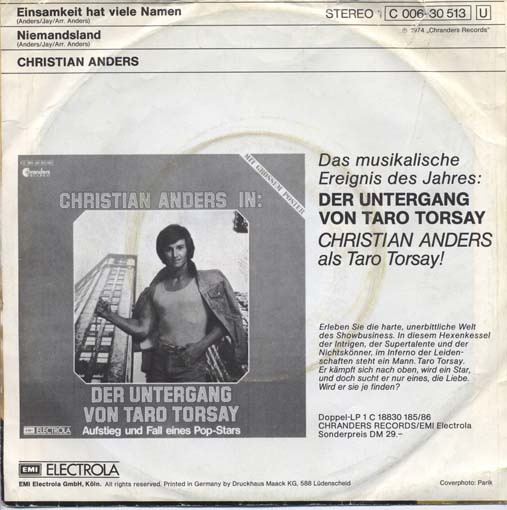 Einsamkeit hat viele Namen
(Anders/Jay/Arr. Anders)
STEREO 1 C 006-30 513 U
Niemandsland
(Anders/Jay/Arr. Anders)
℗ 1974 „Chranders Records"
CHRISTIAN ANDERS
Chranders
MIT GROSSEM POSTER
CHRISTIAN ANDERS IN:
DER UNTERGANG
VON TARO TORSAY
Aufstieg und Fall eines Pop-Stars
EMI ELECTROLA
Das musikalische
Ereignis des Jahres:
DER UNTERGANG
VON TARO TORSAY
CHRISTIAN ANDERS
als Taro Torsay!
Erleben Sie die harte, unerbittliche Welt
des Showbusiness. In diesem Hexenkessel
der Intrigen, der Supertalente und der
Nichtskönner, im Inferno der Leiden-
schaften steht ein Mann. Taro Torsay.
Er kämpft sich nach oben, wird ein Star,
und doch sucht er nur eines, die Liebe.
Wird er sie je finden?
Doppel-LP 1 C 18830 185/86
CHRANDERS RECORDS/EMI Electrola
Sonderpreis DM 29.–
EMI ELECTROLA
EMI Electrola GmbH, Köln. All rights reserved. Printed in Germany by Druckhaus Maack KG, 588 Lüdenscheid
Coverphoto: Parik